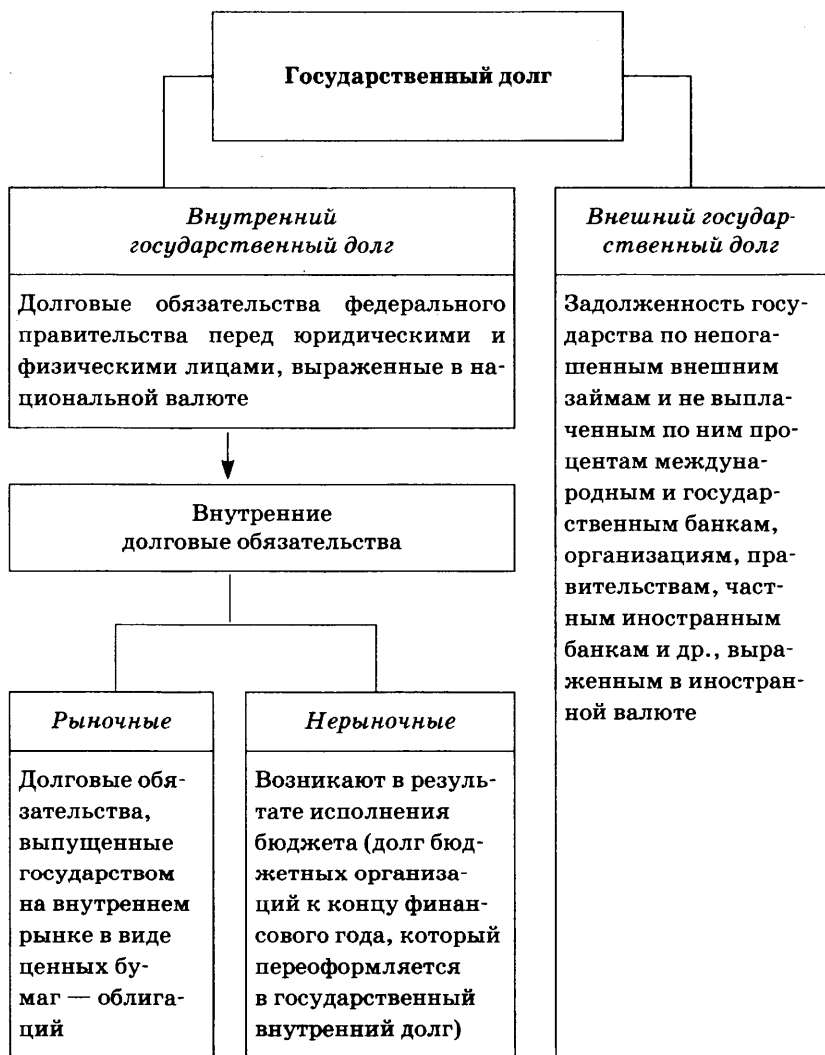 Государственный долг
Внутренний
государственный долг
Долговые обязательства федерального
правительства перед юридическими и
физическими лицами, выраженные в на-
циональной валюте
Внутренние
долговые обязательства
Рыночные
Долговые обя-
зательства,
выпущенные
государством
на внутреннем
рынке в виде
ценных бу-
маг — облига-
ций
Нерыночные
Возникают в резуль-
тате исполнения
бюджета (долг бюд-
жетных организа-
ций к концу финан-
сового года, который
переоформляется
в государственный
внутренний долг)
Внешний государ-
ственный долг
Задолженность госу-
дарства по непога-
шенным внешним
займам и не выпла-
ченным по ним про-
центам междуна-
родным и государ-
ственным банкам,
организациям, пра-
вительствам, част-
ным иностранным
банкам и др., выра-
женным в иностран-
ной валюте